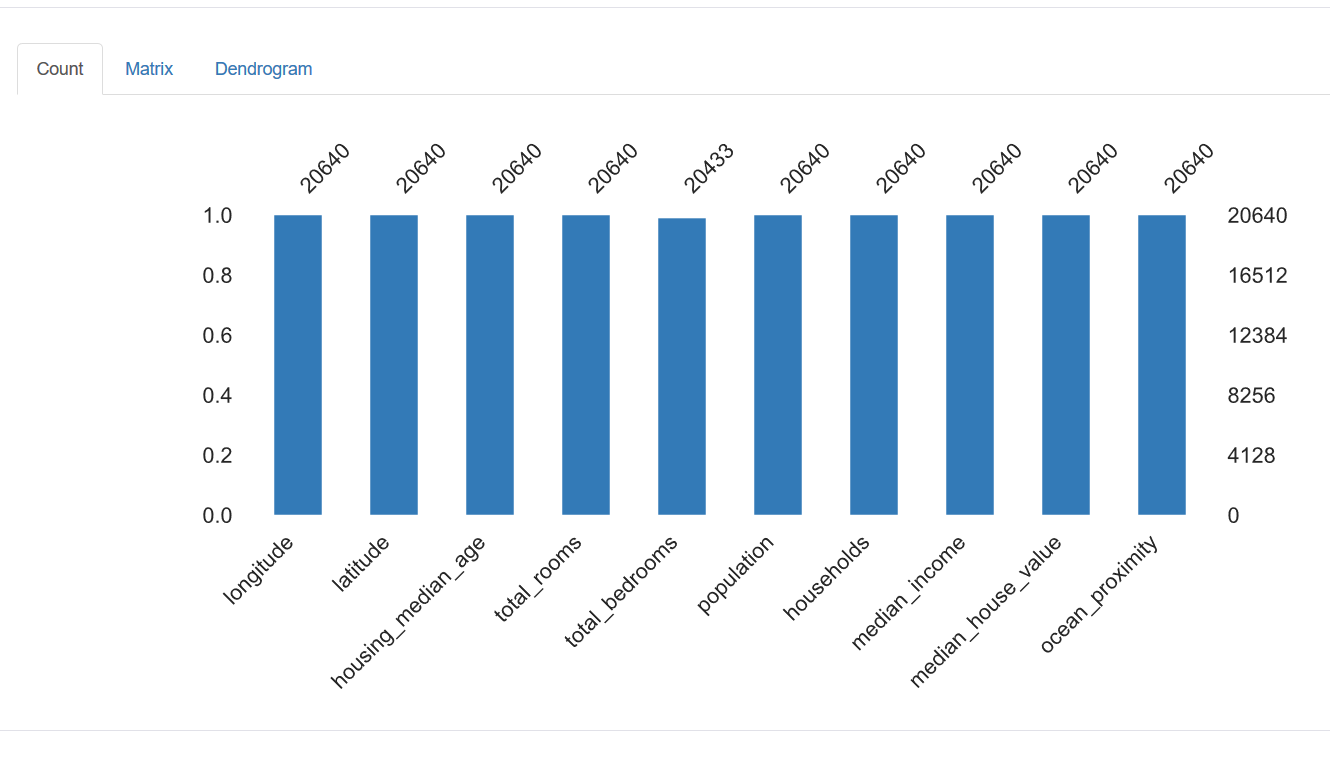 Count Matrix Dendrogram
20640 20640 20640 20640 20433 20640 20640 20640 20640 20640
1.0 20640
0.8 16512
0.6 12384
0.4 8256
0.2 4128
0.0 0
longitude latitude housing_median_age total_rooms total_bedrooms population households median_income median_house_value ocean_proximity